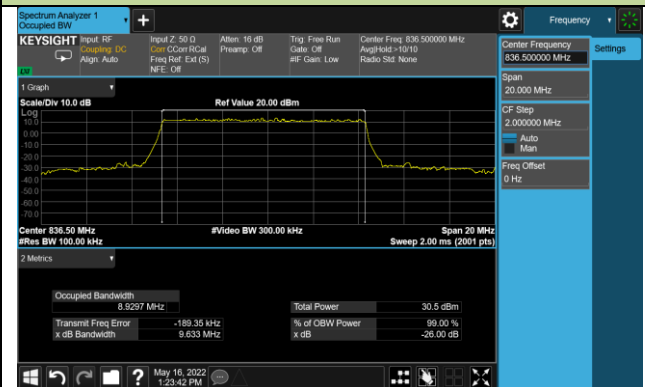 Spectrum Analyzer 1
Occupied BW
Frequency
KEYSIGHT
Input: RF
Coupling: DC
Align: Auto
Input Z: 50 Ω
Corr CCorr RCal
Freq Ref: Ext (S)
NFE: Off
Atten: 16 dB
Preamp: Off
Trig: Free Run
Gate: Off
#IF Gain: Low
Center Freq: 836.500000 MHz
Avg|Hold:>10/10
Radio Std: None
Center Frequency
836.500000 MHz
Settings
Span
20.000 MHz
CF Step
2.000000 MHz
Auto
Man
Freq Offset
0 Hz
1 Graph
Scale/Div 10.0 dB
Ref Value 20.00 dBm
Log
10.0
0.00
-10.0
-20.0
-30.0
-40.0
-50.0
-60.0
-70.0
Center 836.50 MHz
#Video BW 300.00 kHz
Span 20 MHz
#Res BW 100.00 kHz
Sweep 2.00 ms (2001 pts)
2 Metrics
Occupied Bandwidth
8.9297 MHz
Total Power 30.5 dBm
Transmit Freq Error -189.35 kHz
% of OBW Power 99.00 %
x dB Bandwidth 9.633 MHz
x dB -26.00 dB
?
May 16, 2022
1:23:42 PM